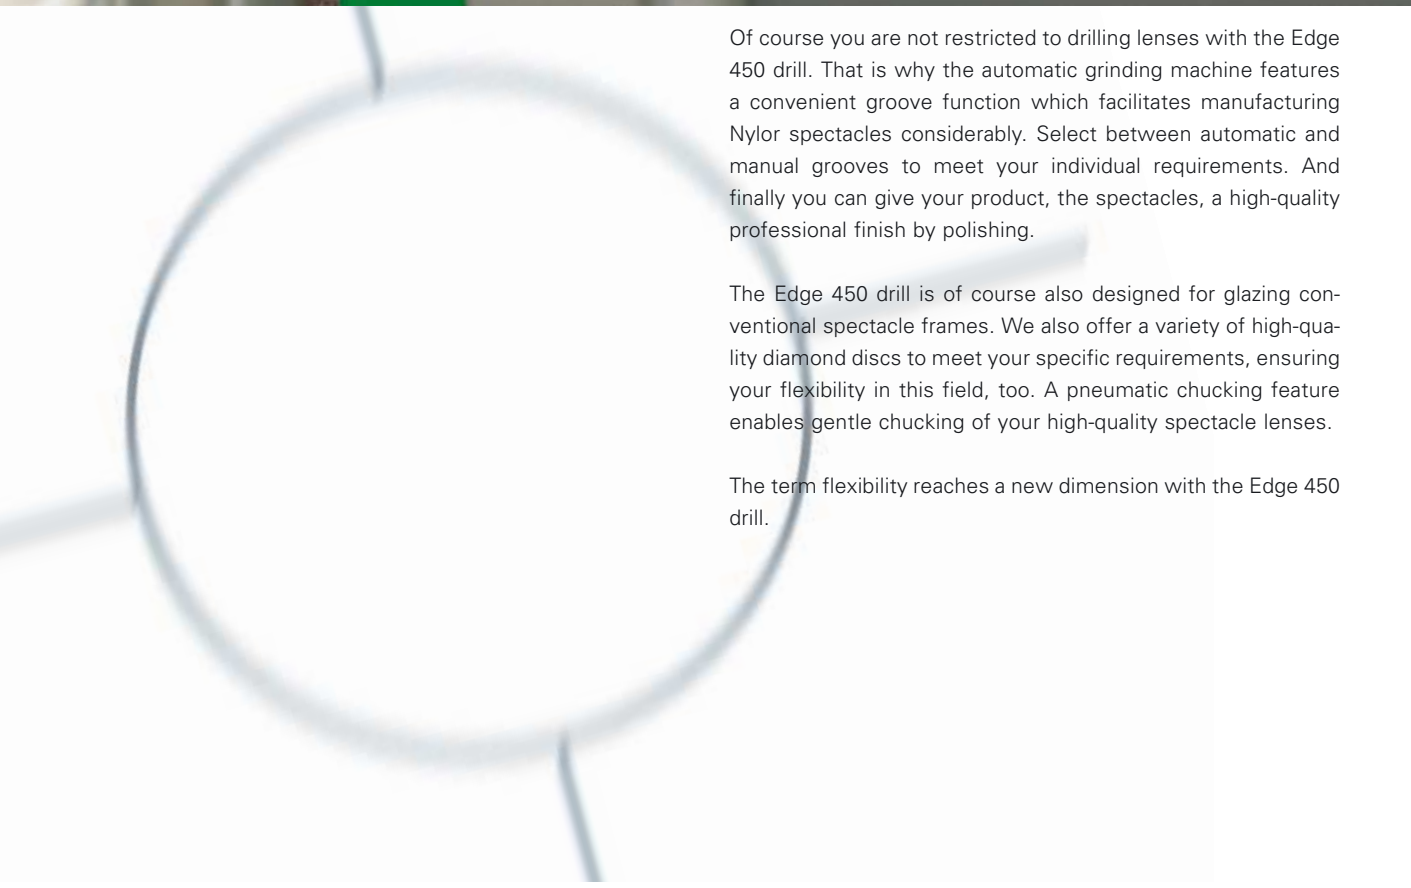 Of course you are not restricted to drilling lenses with the Edge
450 drill. That is why the automatic grinding machine features
a convenient groove function which facilitates manufacturing
Nylor spectacles considerably. Select between automatic and
manual grooves to meet your individual requirements. And
finally you can give your product, the spectacles, a high-quality
professional finish by polishing.
The Edge 450 drill is of course also designed for glazing con-
ventional spectacle frames. We also offer a variety of high-qua-
lity diamond discs to meet your specific requirements, ensuring
your flexibility in this field, too. A pneumatic chucking feature
enables gentle chucking of your high-quality spectacle lenses.
The term flexibility reaches a new dimension with the Edge 450
drill.